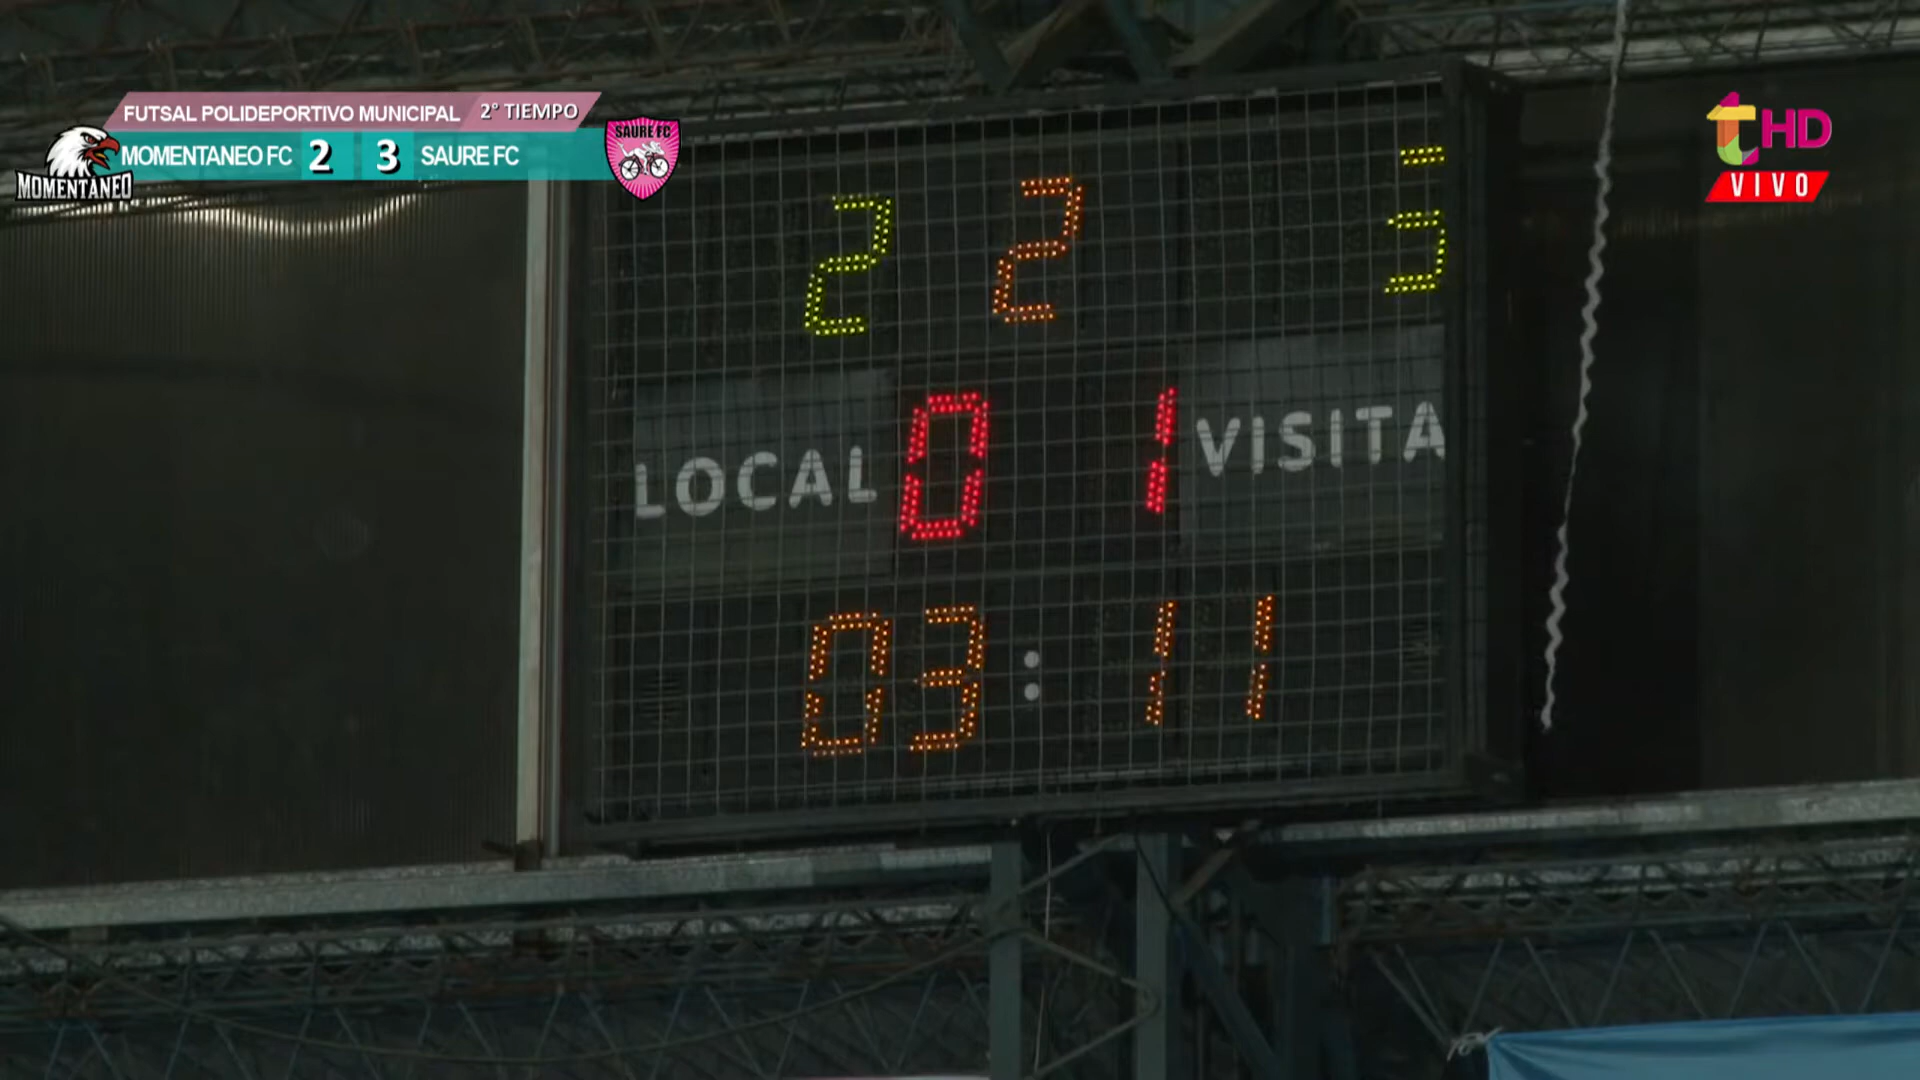 FUTSAL POLIDEPORTIVO MUNICIPAL 2° TIEMPO
MOMENTANEO FC 2 3 SAURE FC
MOMENTANEO
SAURE FC
tHD
VIVO
2 2 3
LOCAL 0 1 VISITA
03:11